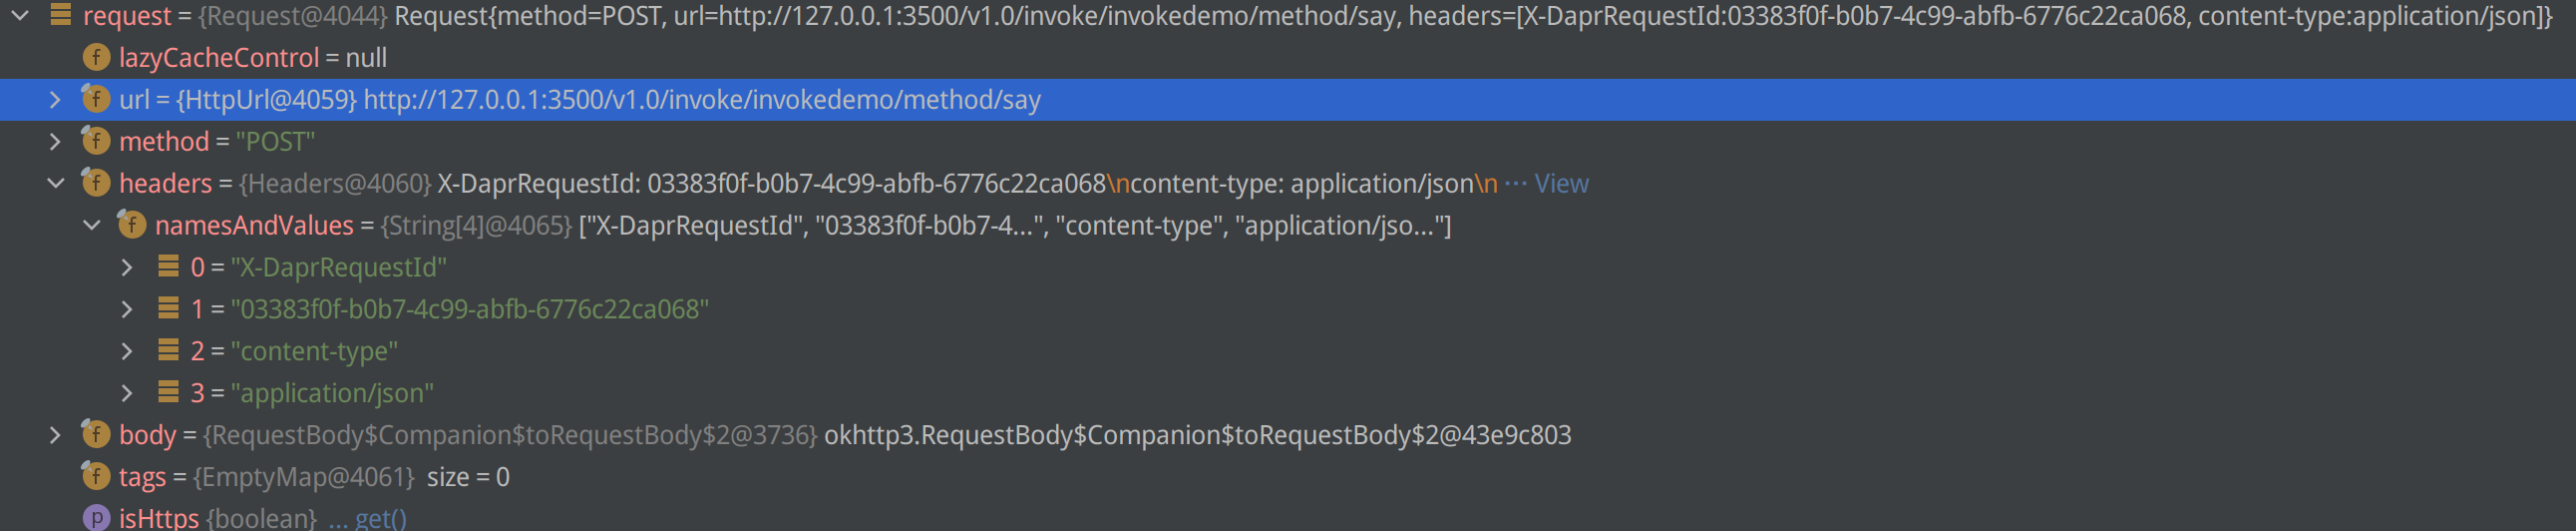 request = {Request@4044} Request{method=POST, url=http://127.0.0.1:3500/v1.0/invoke/invokedemo/method/say, headers=[X-DaprRequestId:03383f0f-b0b7-4c99-abfb-6776c22ca068, content-type:application/json]}
f lazyCacheControl = null
f url = {HttpUrl@4059} http://127.0.0.1:3500/v1.0/invoke/invokedemo/method/say
f method = "POST"
f headers = {Headers@4060} X-DaprRequestId: 03383f0f-b0b7-4c99-abfb-6776c22ca068\ncontent-type: application/json\n ··· View
f namesAndValues = {String[4]@4065} ["X-DaprRequestId", "03383f0f-b0b7-4...", "content-type", "application/jso..."]
0 = "X-DaprRequestId"
1 = "03383f0f-b0b7-4c99-abfb-6776c22ca068"
2 = "content-type"
3 = "application/json"
f body = {RequestBody$Companion$toRequestBody$2@3736} okhttp3.RequestBody$Companion$toRequestBody$2@43e9c803
f tags = {EmptyMap@4061} size = 0
p isHttps {boolean} ... get()